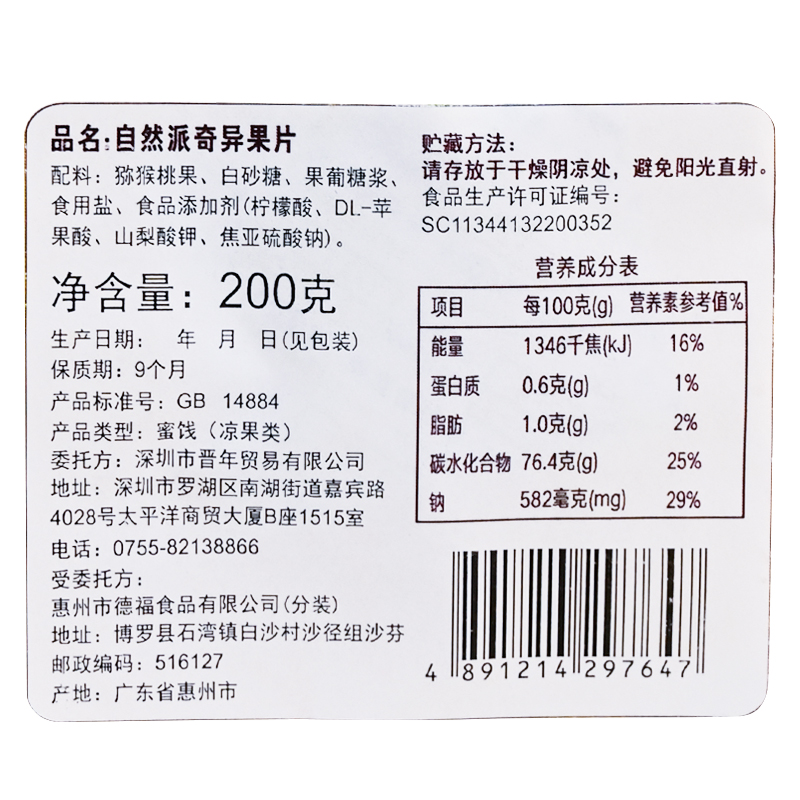 品名:自然派奇异果片
配料：猕猴桃果、白砂糖、果葡糖浆、
食用盐、食品添加剂(柠檬酸、DL-苹
果酸、山梨酸钾、焦亚硫酸钠)。
净含量：200克
生产日期： 年 月 日(见包装)
保质期：9个月
产品标准号：GB 14884
产品类型：蜜饯（凉果类）
委托方：深圳市晋年贸易有限公司
地址：深圳市罗湖区南湖街道嘉宾路
4028号太平洋商贸大厦B座1515室
电话：0755-82138866
受委托方：
惠州市德福食品有限公司(分装)
地址：博罗县石湾镇白沙村沙径组沙芬
邮政编码：516127
产地：广东省惠州市
贮藏方法：
请存放于干燥阴凉处，避免阳光直射。
食品生产许可证编号：
SC11344132200352
营养成分表
项目 每100克(g) 营养素参考值%
能量 1346千焦(kJ) 16%
蛋白质 0.6克(g) 1%
脂肪 1.0克(g) 2%
碳水化合物 76.4克(g) 25%
钠 582毫克(mg) 29%
4 891214 297647